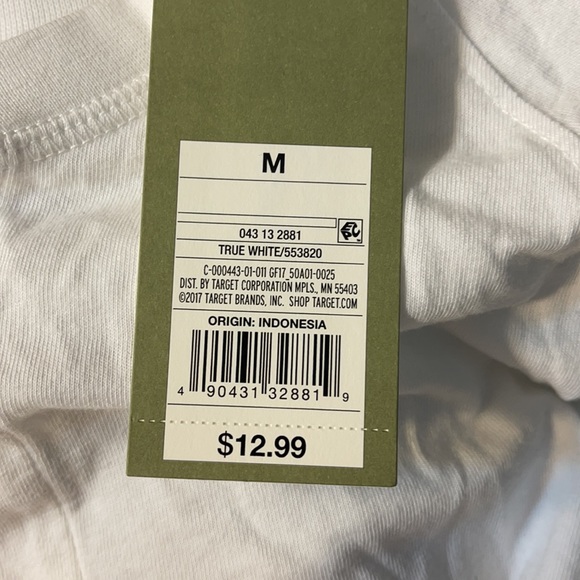 M
043 13 2881
TRUE WHITE/553820
C-000443-01-011 GF17_50A01-0025
DIST. BY TARGET CORPORATION MPLS., MN 55403
©2017 TARGET BRANDS, INC. SHOP TARGET.COM
ORIGIN: INDONESIA
4 90431 32881 9
$12.99